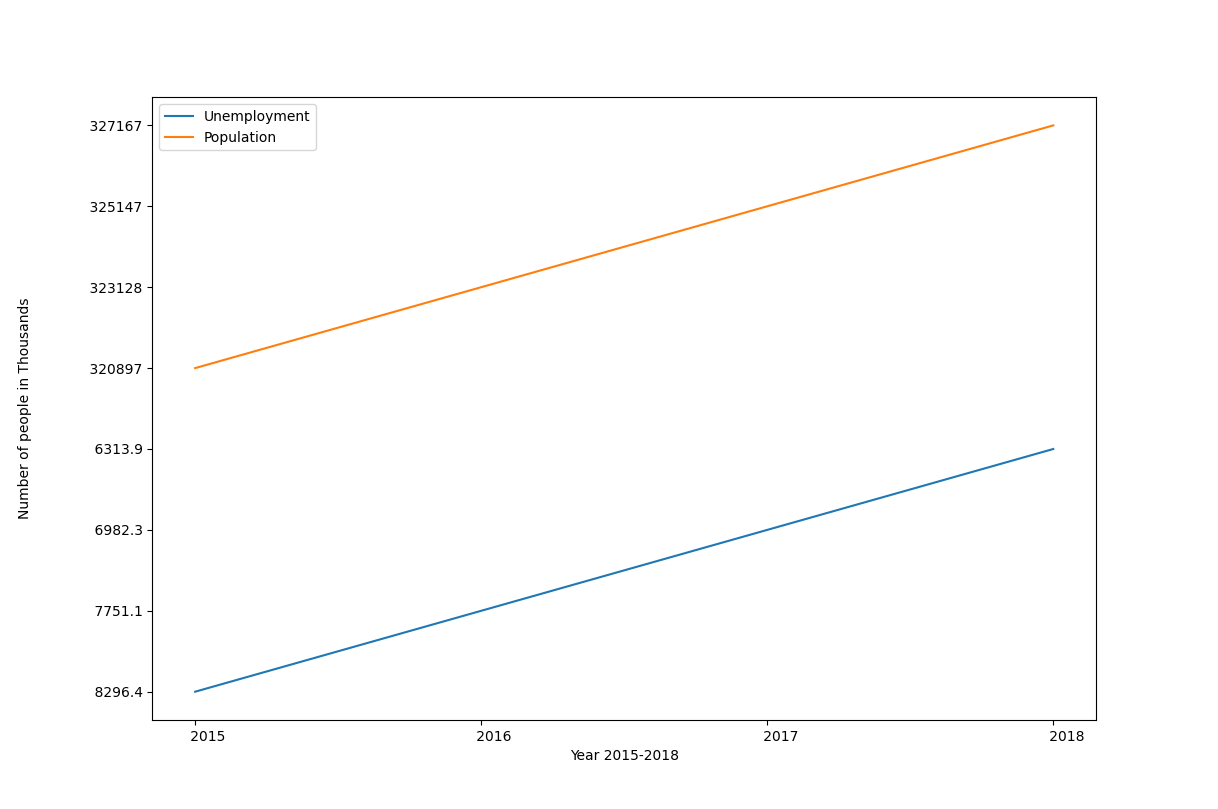 Unemployment
Population
327167
325147
323128
320897
6313.9
6982.3
7751.1
8296.4
Number of people in Thousands
2015 2016 2017 2018
Year 2015-2018